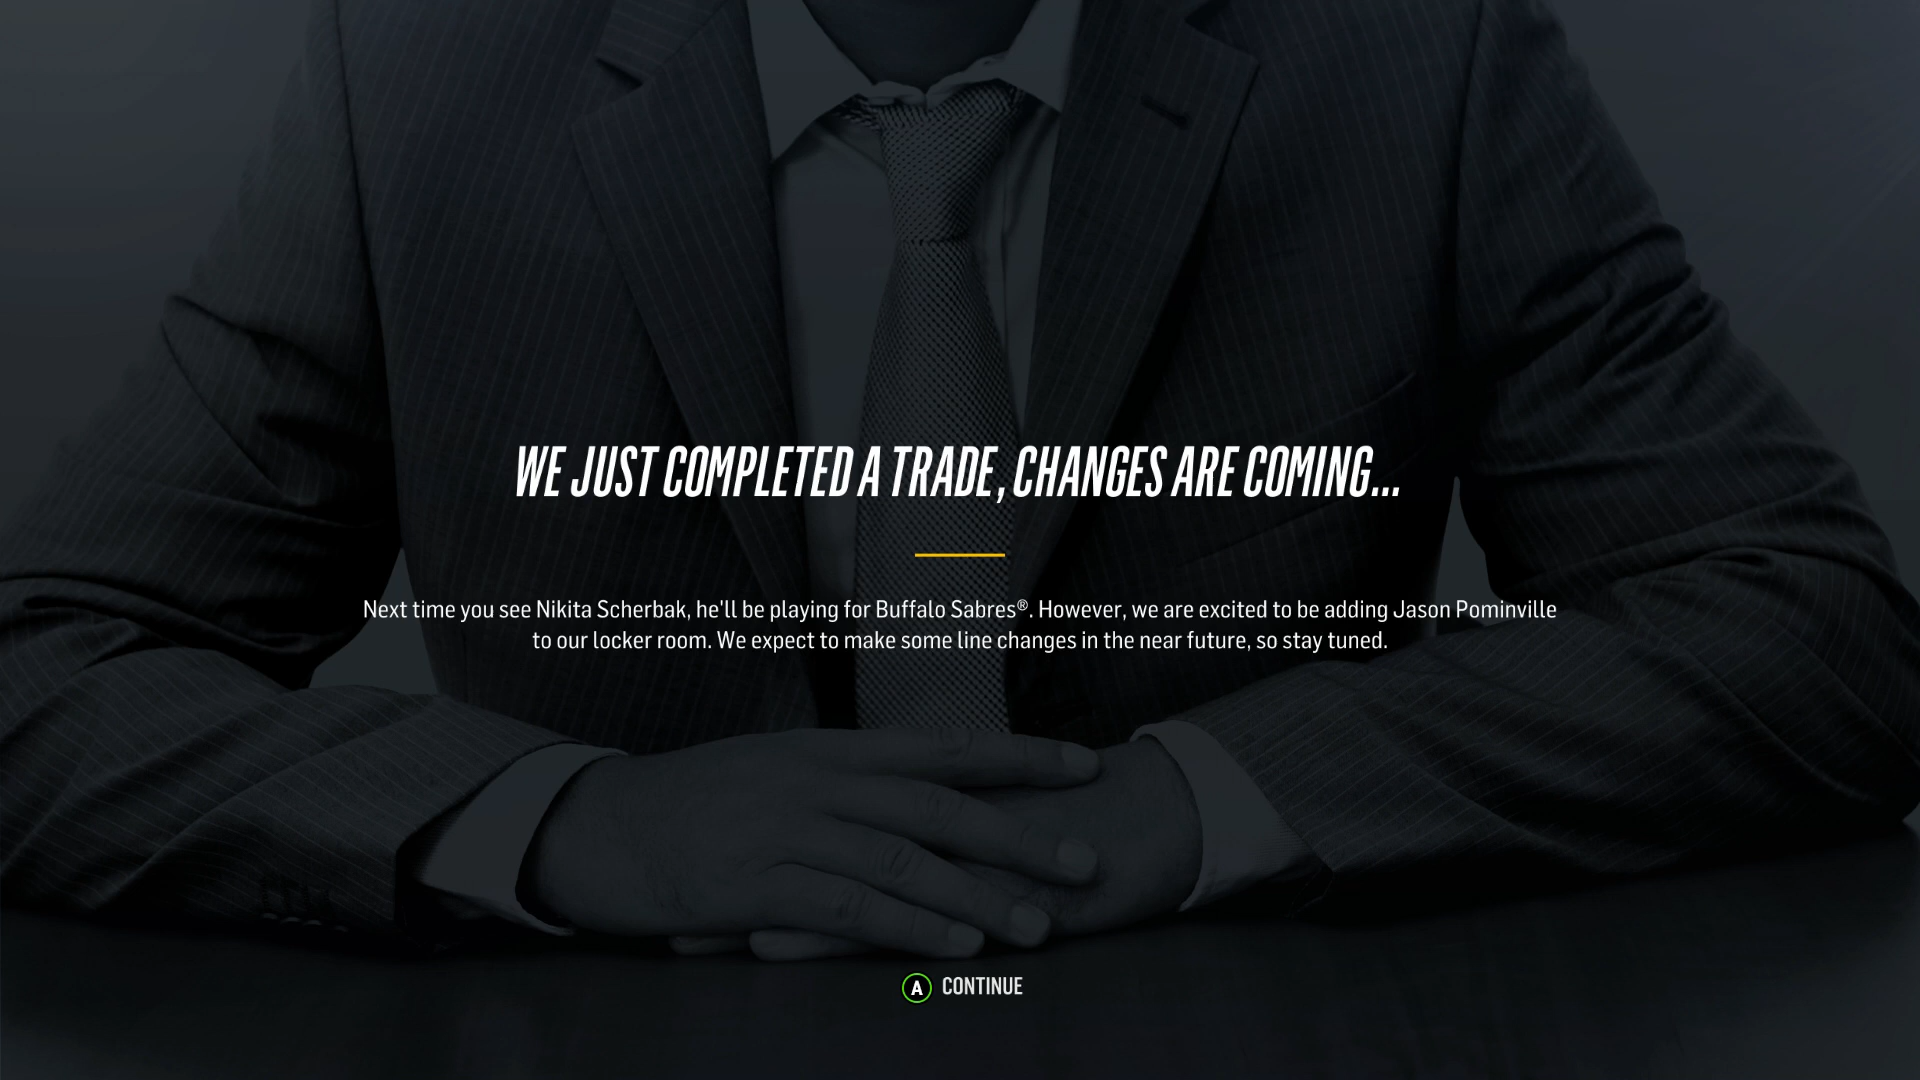 WE JUST COMPLETED A TRADE, CHANGES ARE COMING...
Next time you see Nikita Scherbak, he'll be playing for Buffalo Sabres®. However, we are excited to be adding Jason Pominville
to our locker room. We expect to make some line changes in the near future, so stay tuned.
A CONTINUE